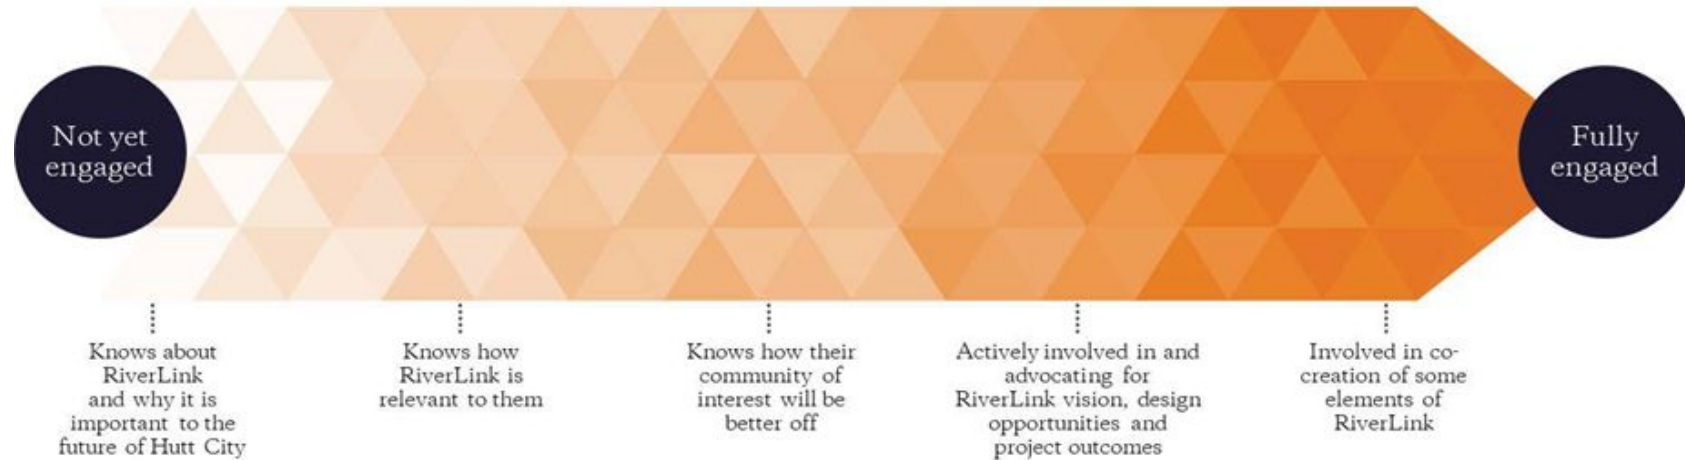 Not yet
engaged
Fully
engaged
Knows about
RiverLink
and why it is
important to the
future of Hutt City
Knows how
RiverLink is
relevant to them
Knows how their
community of
interest will be
better off
Actively involved in and
advocating for
RiverLink vision, design
opportunities and
project outcomes
Involved in co-
creation of some
elements of
RiverLink